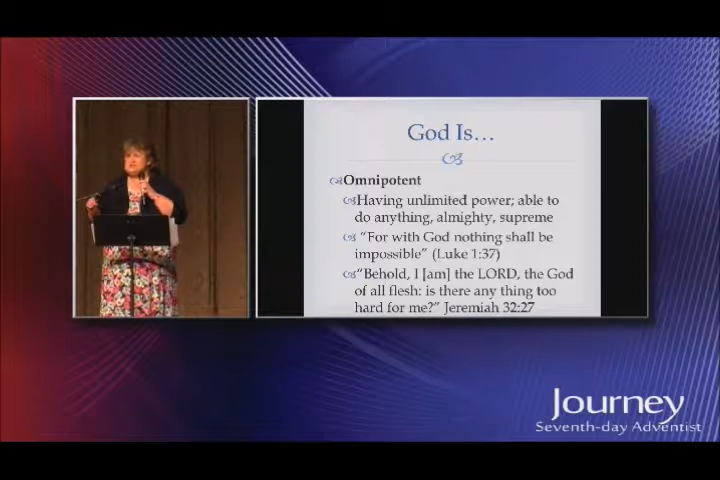 God Is…
Omnipotent
Having unlimited power; able to
do anything, almighty, supreme
“For with God nothing shall be
impossible” (Luke 1:37)
“Behold, I [am] the LORD, the God
of all flesh: is there any thing too
hard for me?” Jeremiah 32:27
Journey
Seventh-day Adventist